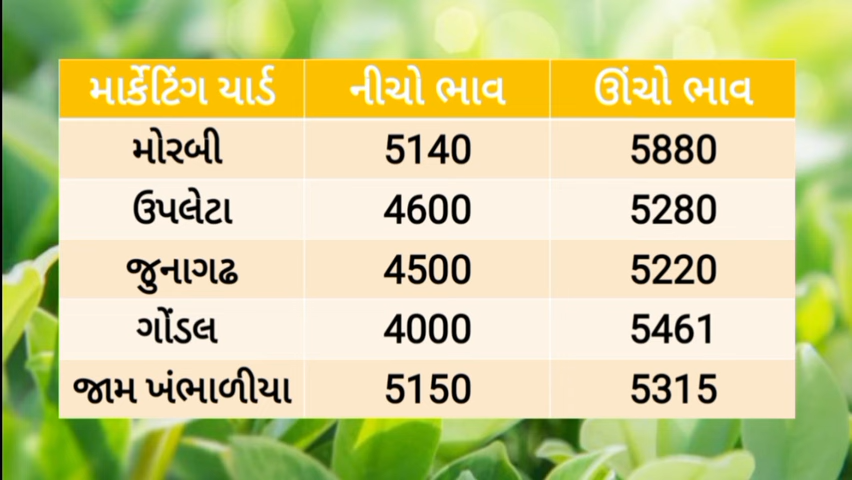 માર્કેટિંગ યાર્ડ નીચો ભાવ ઊંચો ભાવ
મોરબી 5140 5880
ઉપલેટા 4600 5280
જુનાગઢ 4500 5220
ગોંડલ 4000 5461
જામ ખંભાળીયા 5150 5315